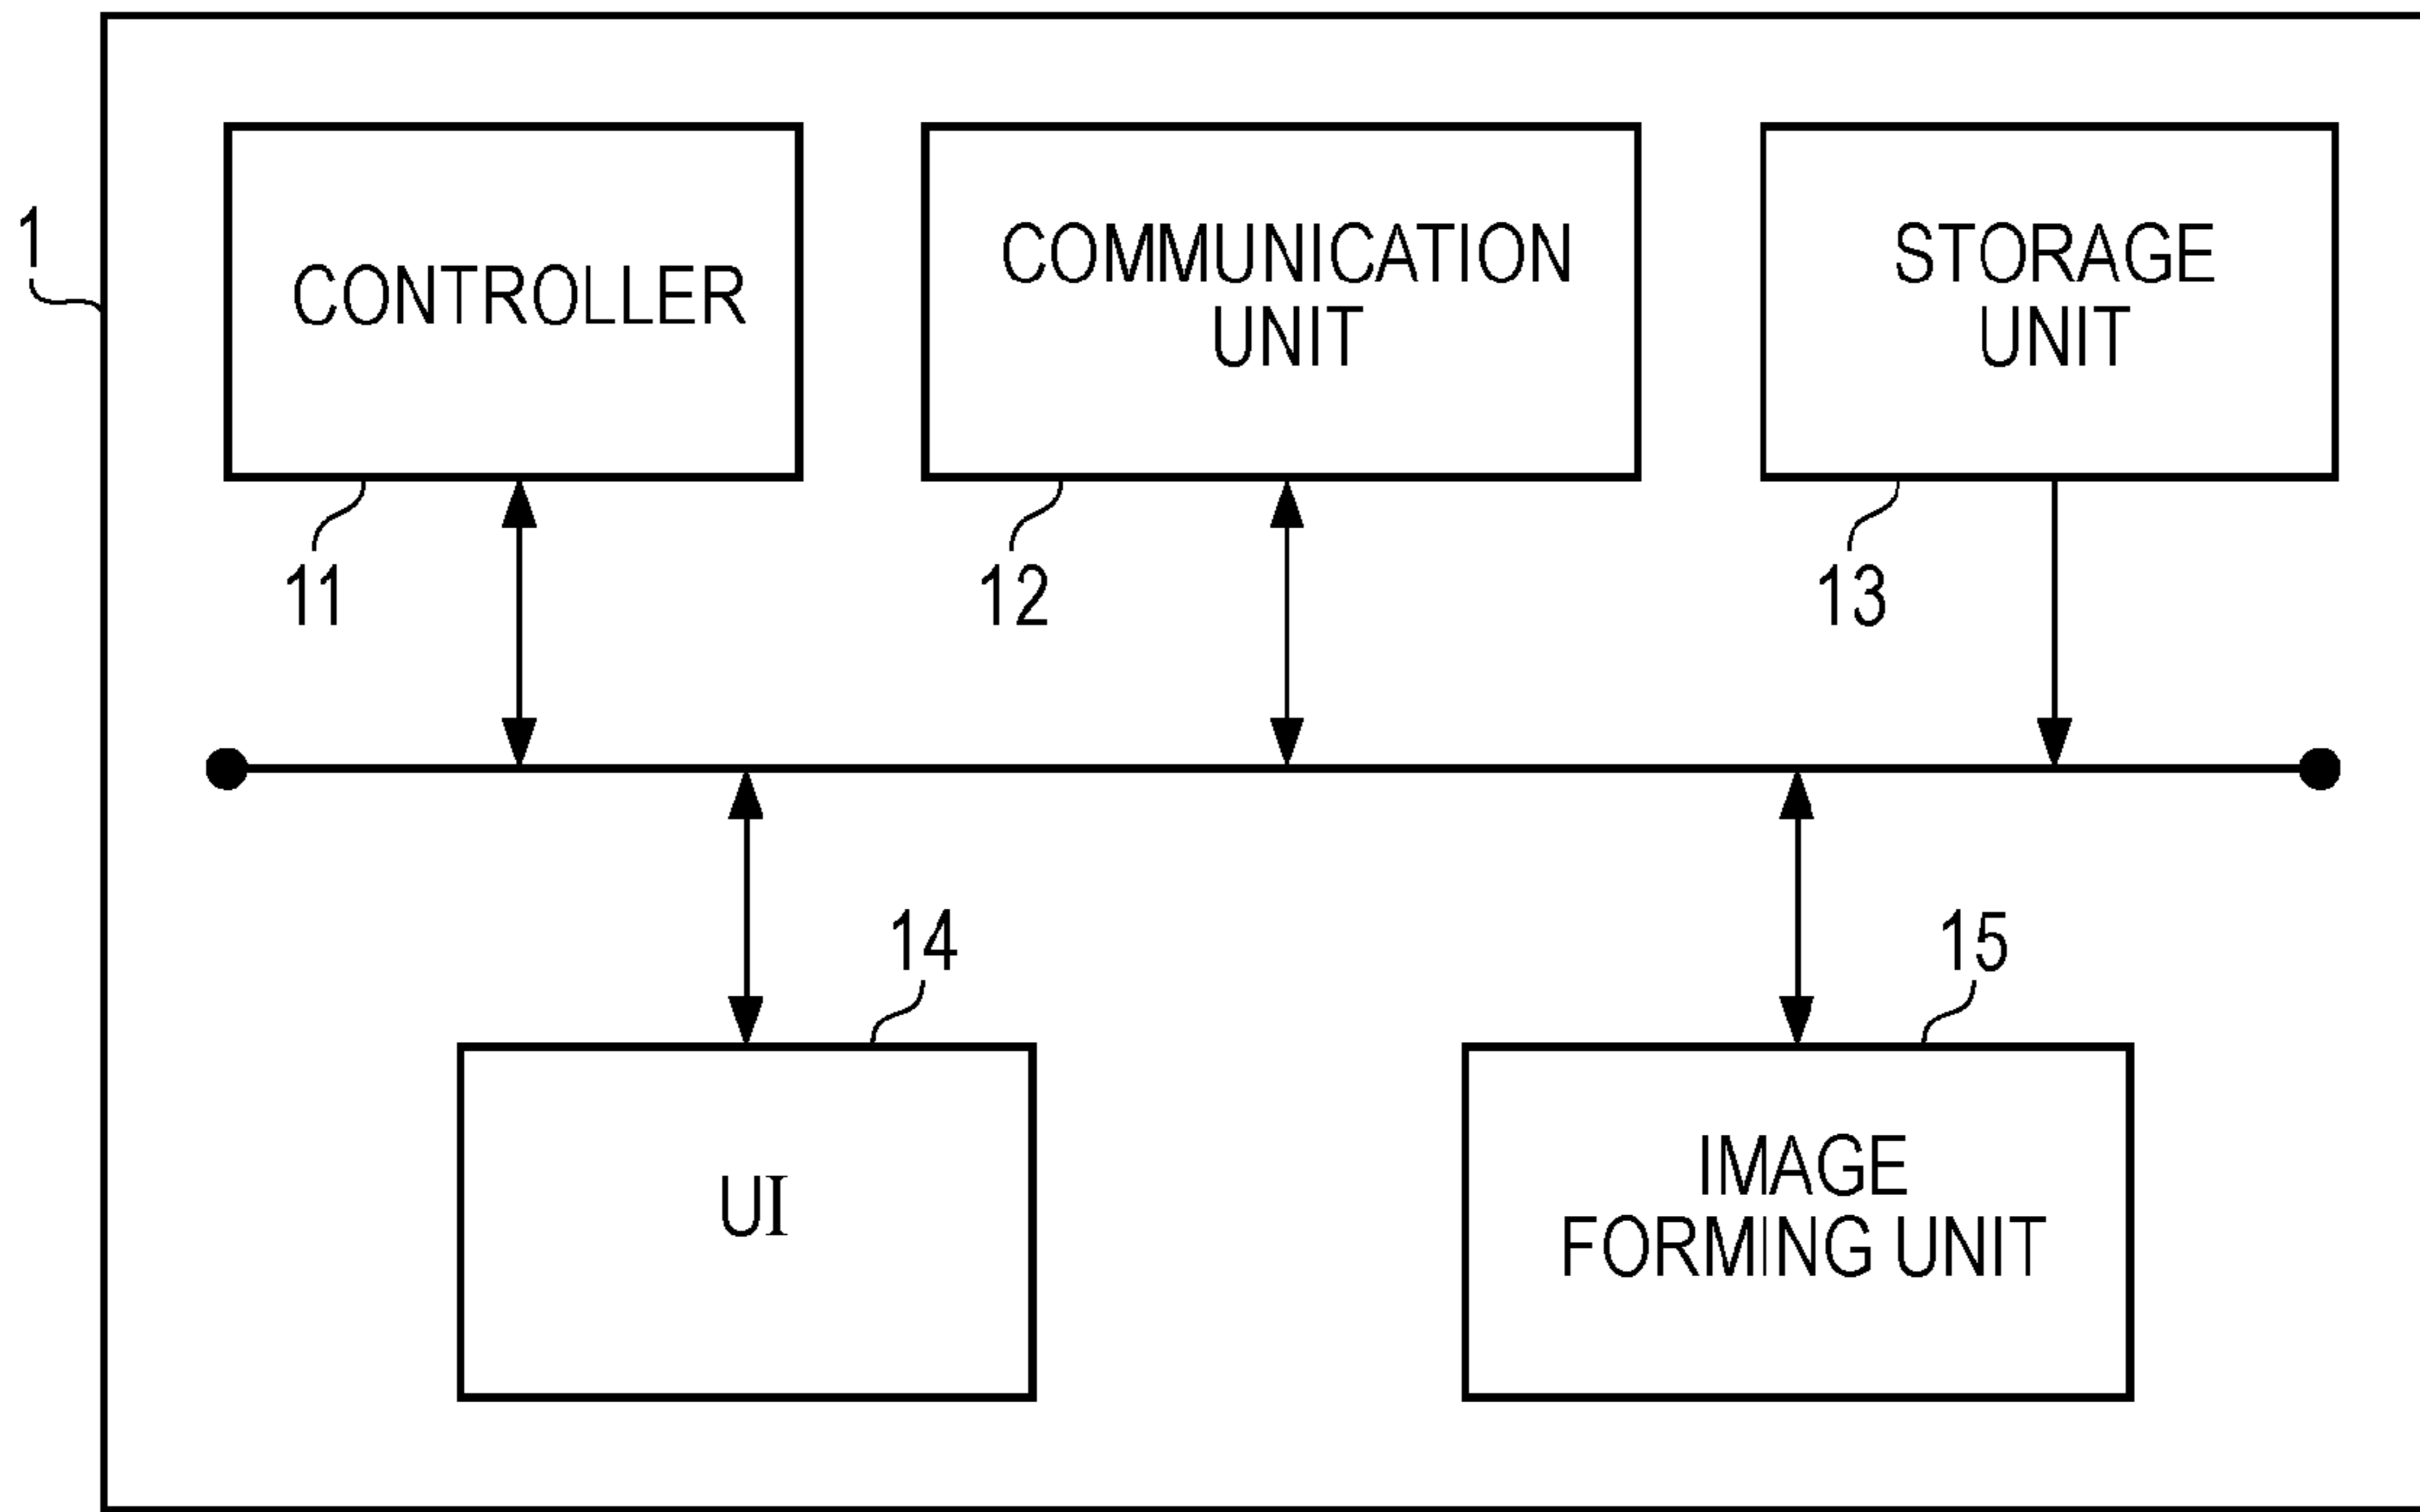 1
CONTROLLER
COMMUNICATION
UNIT
STORAGE
UNIT
11
12
13
14
15
UI
IMAGE
FORMING UNIT